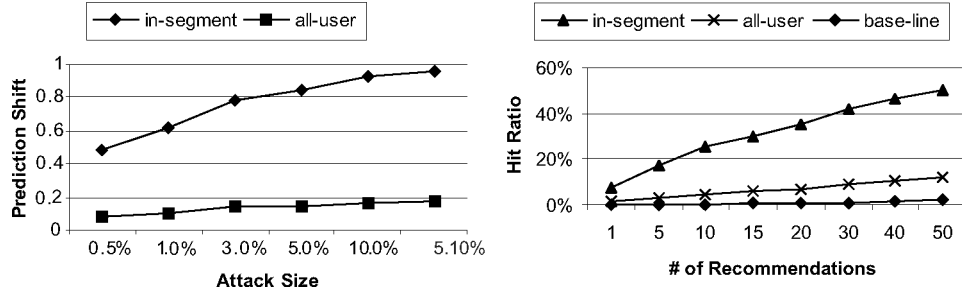 in-segment all-user
Prediction Shift
1
0.8
0.6
0.4
0.2
0
0.5% 1.0% 3.0% 5.0% 10.0% 5.10%
Attack Size
in-segment all-user base-line
Hit Ratio
60%
40%
20%
0%
1 5 10 15 20 30 40 50
# of Recommendations